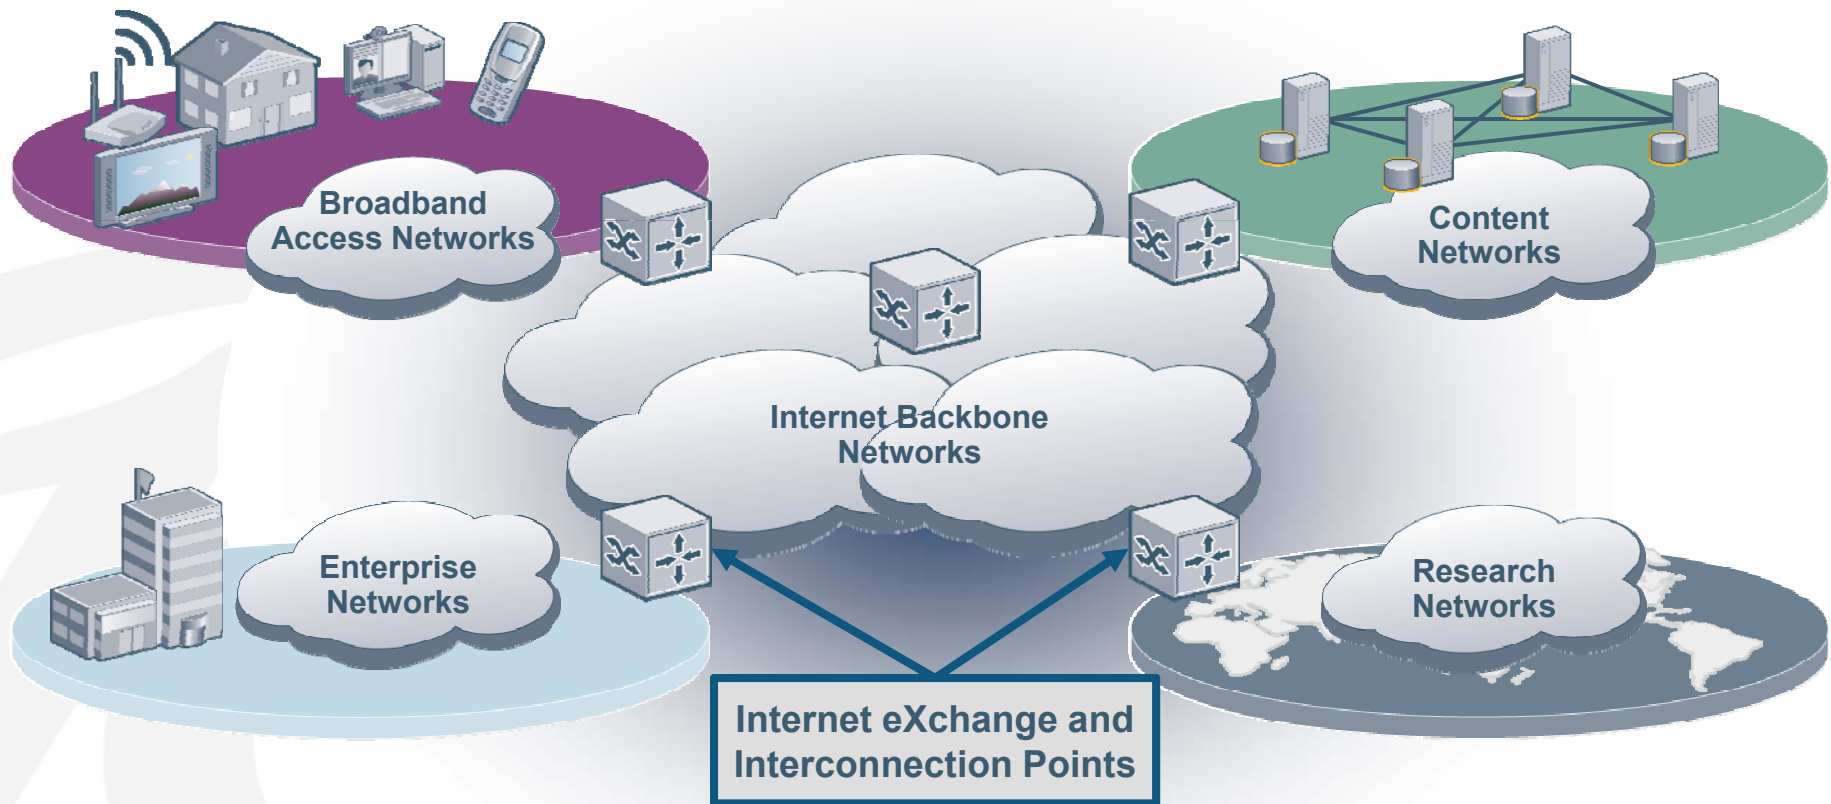 Broadband
Access Networks
Content
Networks
Internet Backbone
Networks
Enterprise
Networks
Research
Networks
Internet eXchange and
Interconnection Points